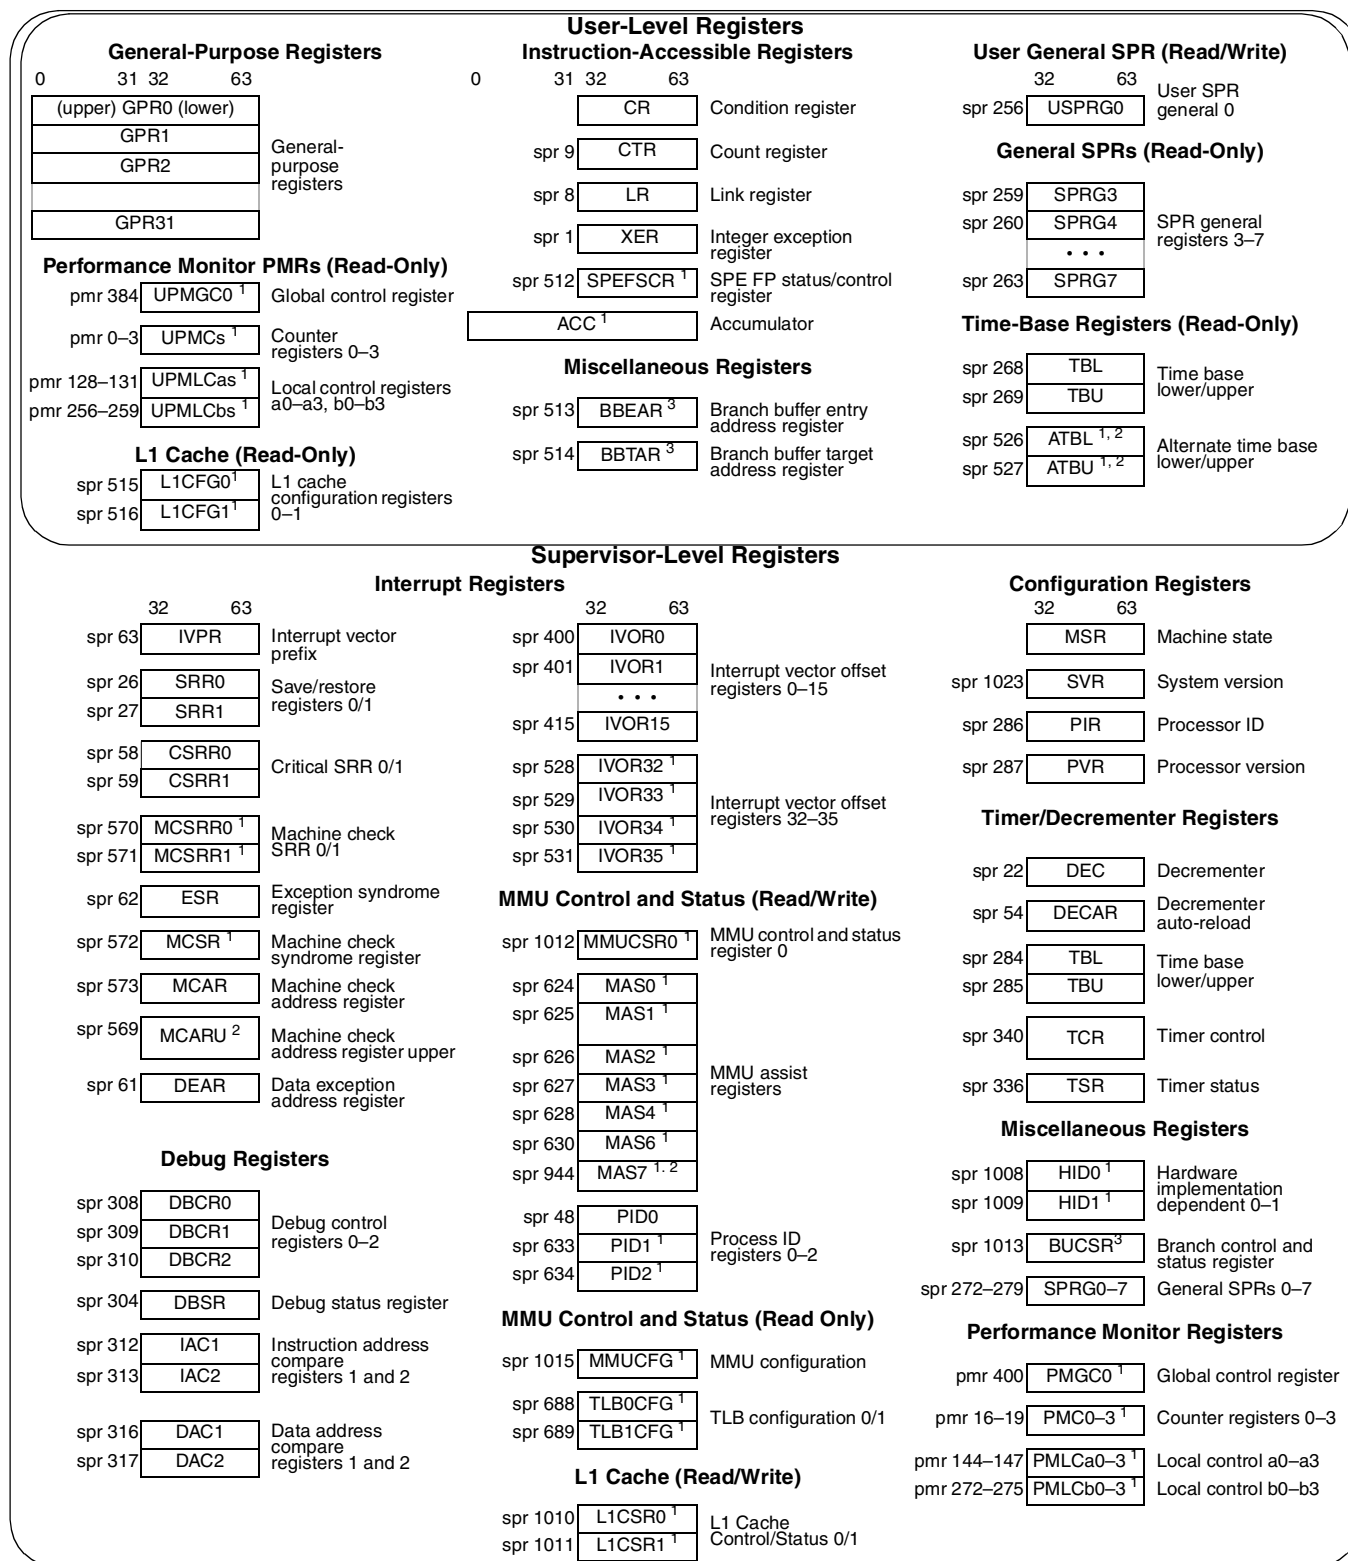 User-Level Registers
General-Purpose Registers
0 31 32 63
(upper) GPR0 (lower)
GPR1
GPR2
GPR31
General-
purpose
registers
Performance Monitor PMRs (Read-Only)
pmr 384 UPMGC0 1 Global control register
pmr 0–3 UPMCs 1 Counter
registers 0–3
pmr 128–131 UPMLCas 1 Local control registers
pmr 256–259 UPMLCbs 1 a0–a3, b0–b3
L1 Cache (Read-Only)
spr 515 L1CFG0 1 L1 cache
configuration registers
spr 516 L1CFG1 1 0–1
Instruction-Accessible Registers
0 31 32 63
CR Condition register
spr 9 CTR Count register
spr 8 LR Link register
spr 1 XER Integer exception
register
spr 512 SPEFSCR 1 SPE FP status/control
register
ACC 1 Accumulator
Miscellaneous Registers
spr 513 BBEAR 3 Branch buffer entry
address register
spr 514 BBTAR 3 Branch buffer target
address register
User General SPR (Read/Write)
32 63
spr 256 USPRG0 User SPR
general 0
General SPRs (Read-Only)
spr 259 SPRG3
spr 260 SPRG4 SPR general
registers 3–7
• • •
spr 263 SPRG7
Time-Base Registers (Read-Only)
spr 268 TBL Time base
spr 269 TBU lower/upper
spr 526 ATBL 1, 2 Alternate time base
spr 527 ATBU 1, 2 lower/upper
Supervisor-Level Registers
Interrupt Registers
32 63
spr 63 IVPR Interrupt vector
prefix
spr 26 SRR0 Save/restore
spr 27 SRR1 registers 0/1
spr 58 CSRR0
Critical SRR 0/1
spr 59 CSRR1
spr 570 MCSRR0 1 Machine check
spr 571 MCSRR1 1 SRR 0/1
spr 62 ESR Exception syndrome
register
spr 572 MCSR 1 Machine check
syndrome register
spr 573 MCAR Machine check
address register
spr 569 MCARU 2 Machine check
address register upper
spr 61 DEAR Data exception
address register
Debug Registers
spr 308 DBCR0
spr 309 DBCR1 Debug control
registers 0–2
spr 310 DBCR2
spr 304 DBSR Debug status register
spr 312 IAC1 Instruction address
compare
spr 313 IAC2 registers 1 and 2
spr 316 DAC1 Data address
compare
spr 317 DAC2 registers 1 and 2
32 63
spr 400 IVOR0
spr 401 IVOR1 Interrupt vector offset
registers 0–15
• • •
spr 415 IVOR15
spr 528 IVOR32 1
spr 529 IVOR33 1 Interrupt vector offset
spr 530 IVOR34 1 registers 32–35
spr 531 IVOR35 1
MMU Control and Status (Read/Write)
spr 1012 MMUCSR0 1 MMU control and status
register 0
spr 624 MAS0 1
spr 625 MAS1 1
spr 626 MAS2 1
spr 627 MAS3 1 MMU assist
registers
spr 628 MAS4 1
spr 630 MAS6 1
spr 944 MAS7 1. 2
spr 48 PID0
spr 633 PID1 1 Process ID
registers 0–2
spr 634 PID2 1
MMU Control and Status (Read Only)
spr 1015 MMUCFG 1 MMU configuration
spr 688 TLB0CFG 1
TLB configuration 0/1
spr 689 TLB1CFG 1
L1 Cache (Read/Write)
spr 1010 L1CSR0 1 L1 Cache
spr 1011 L1CSR1 1 Control/Status 0/1
Configuration Registers
32 63
MSR Machine state
spr 1023 SVR System version
spr 286 PIR Processor ID
spr 287 PVR Processor version
Timer/Decrementer Registers
spr 22 DEC Decrementer
spr 54 DECAR Decrementer
auto-reload
spr 284 TBL Time base
spr 285 TBU lower/upper
spr 340 TCR Timer control
spr 336 TSR Timer status
Miscellaneous Registers
spr 1008 HID0 1 Hardware
implementation
spr 1009 HID1 1 dependent 0–1
spr 1013 BUCSR 3 Branch control and
status register
spr 272–279 SPRG0–7 General SPRs 0–7
Performance Monitor Registers
pmr 400 PMGC0 1 Global control register
pmr 16–19 PMC0–3 1 Counter registers 0–3
pmr 144–147 PMLCa0–3 1 Local control a0–a3
pmr 272–275 PMLCb0–3 1 Local control b0–b3